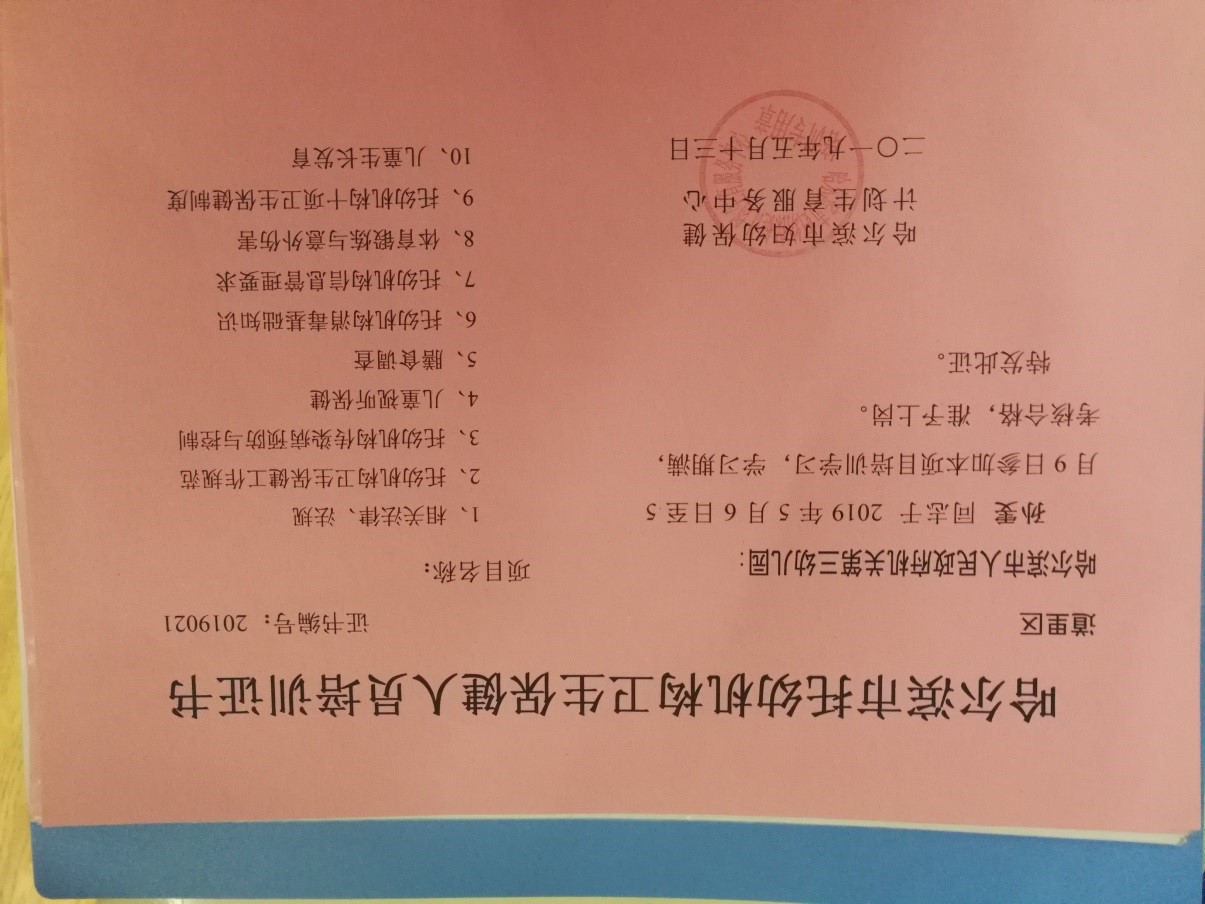 哈尔滨市托幼机构卫生保健人员培训证书
道里区
证书编号：2019021
哈尔滨市人民政府机关第三幼儿园：
孙雯 同志于 2019 年 5 月 6 日至 5
月 9 日参加本项目培训学习，学习期满，
考核合格，准予上岗。
特发此证。
哈尔滨市妇幼保健
计划生育服务中心
二〇一九年五月十三日
项目名称：
1、相关法律、法规
2、托幼机构卫生保健工作规范
3、托幼机构传染病预防与控制
4、儿童视听保健
5、膳食调查
6、托幼机构消毒基础知识
7、托幼机构信息管理要求
8、体育锻炼与意外伤害
9、托幼机构十项卫生保健制度
10、儿童生长发育